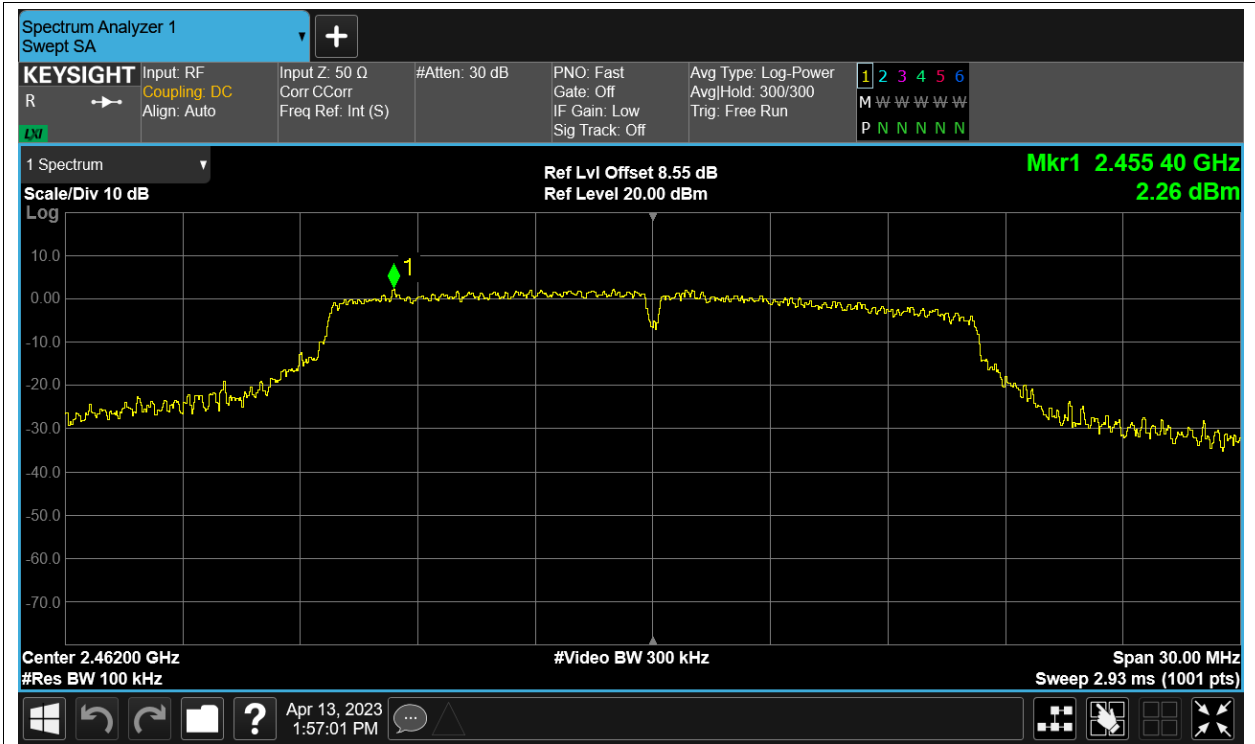 Spectrum Analyzer 1
Swept SA
KEYSIGHT
R
LXI
Input: RF
Coupling: DC
Align: Auto
Input Z: 50 Ω
Corr CCorr
Freq Ref: Int (S)
#Atten: 30 dB
PNO: Fast
Gate: Off
IF Gain: Low
Sig Track: Off
Avg Type: Log-Power
Avg|Hold: 300/300
Trig: Free Run
1 2 3 4 5 6
M W W W W W W
P N N N N N N
1 Spectrum
Scale/Div 10 dB
Log
Ref Lvl Offset 8.55 dB
Ref Level 20.00 dBm
Mkr1 2.455 40 GHz
2.26 dBm
1
10.0
0.00
-10.0
-20.0
-30.0
-40.0
-50.0
-60.0
-70.0
Center 2.46200 GHz
#Video BW 300 kHz
Span 30.00 MHz
#Res BW 100 kHz
Sweep 2.93 ms (1001 pts)
?
Apr 13, 2023
1:57:01 PM